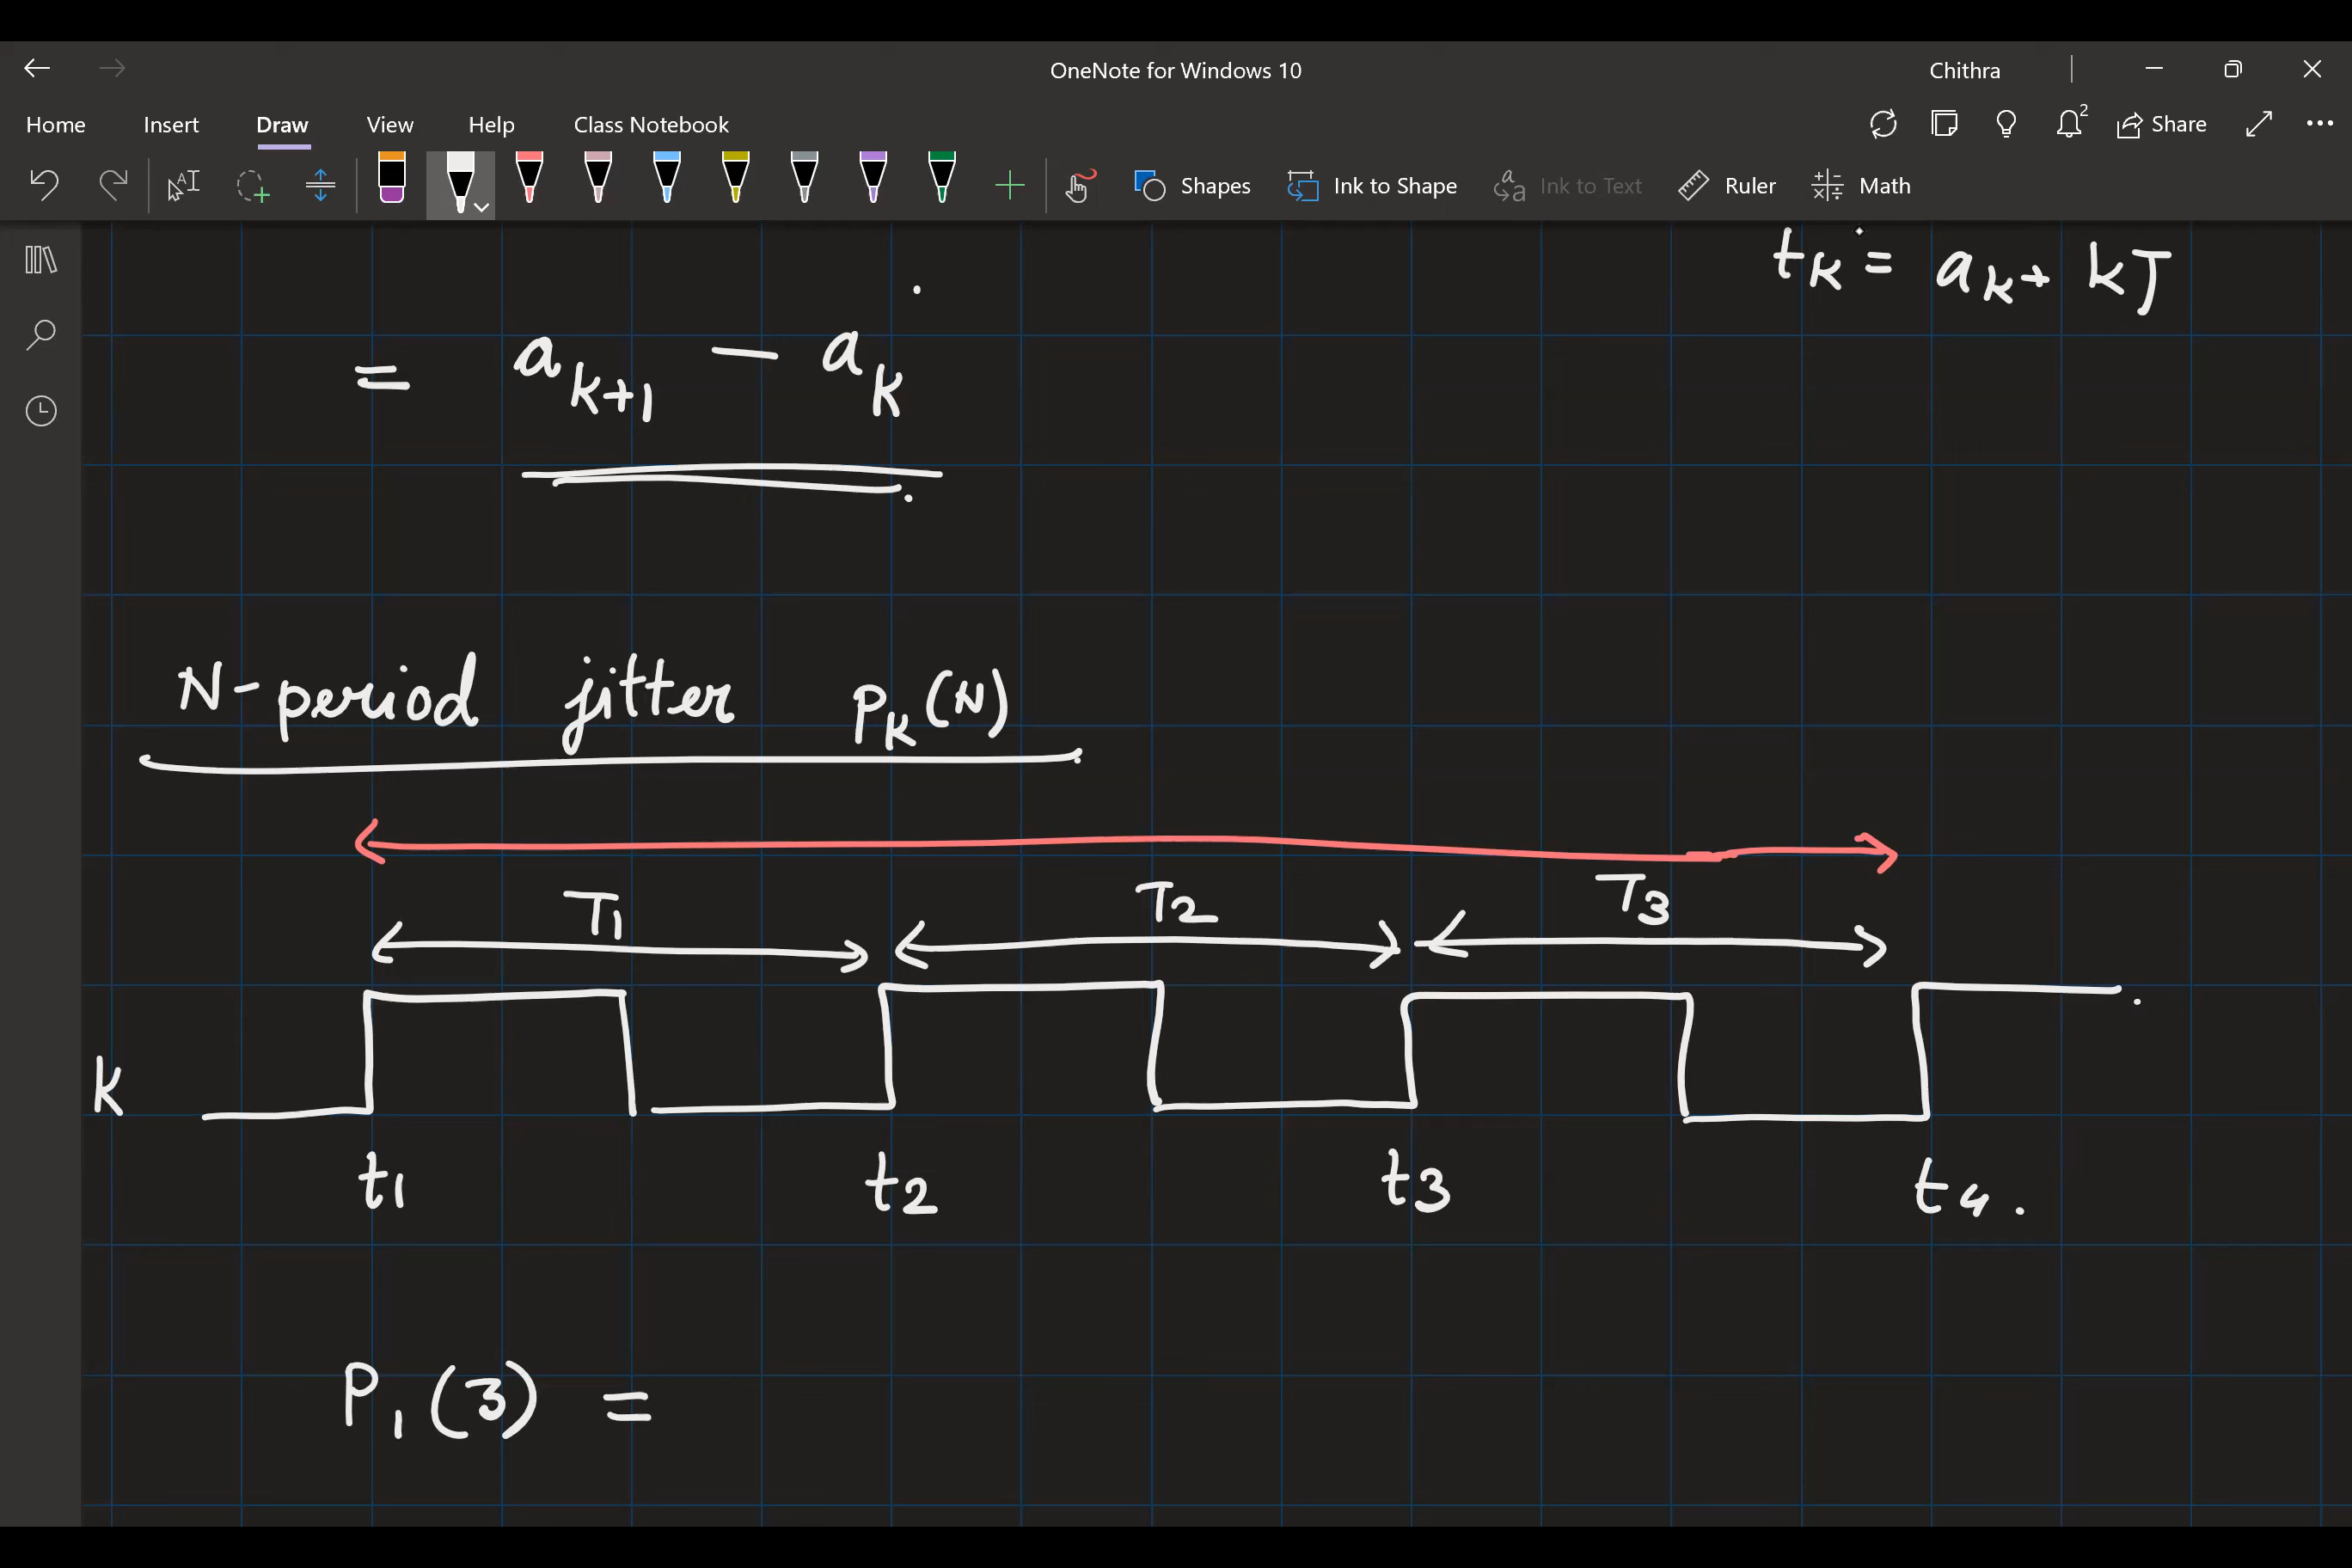 OneNote for Windows 10 Chithra
Home Insert Draw View Help Class Notebook 2 Share
Shapes Ink to Shape Ink to Text Ruler Math
tk = ak + kT
= ak+1 − ak
N-period jitter Pk(N)
T1 T2 T3
k
t1 t2 t3 t4.
P1(3) =